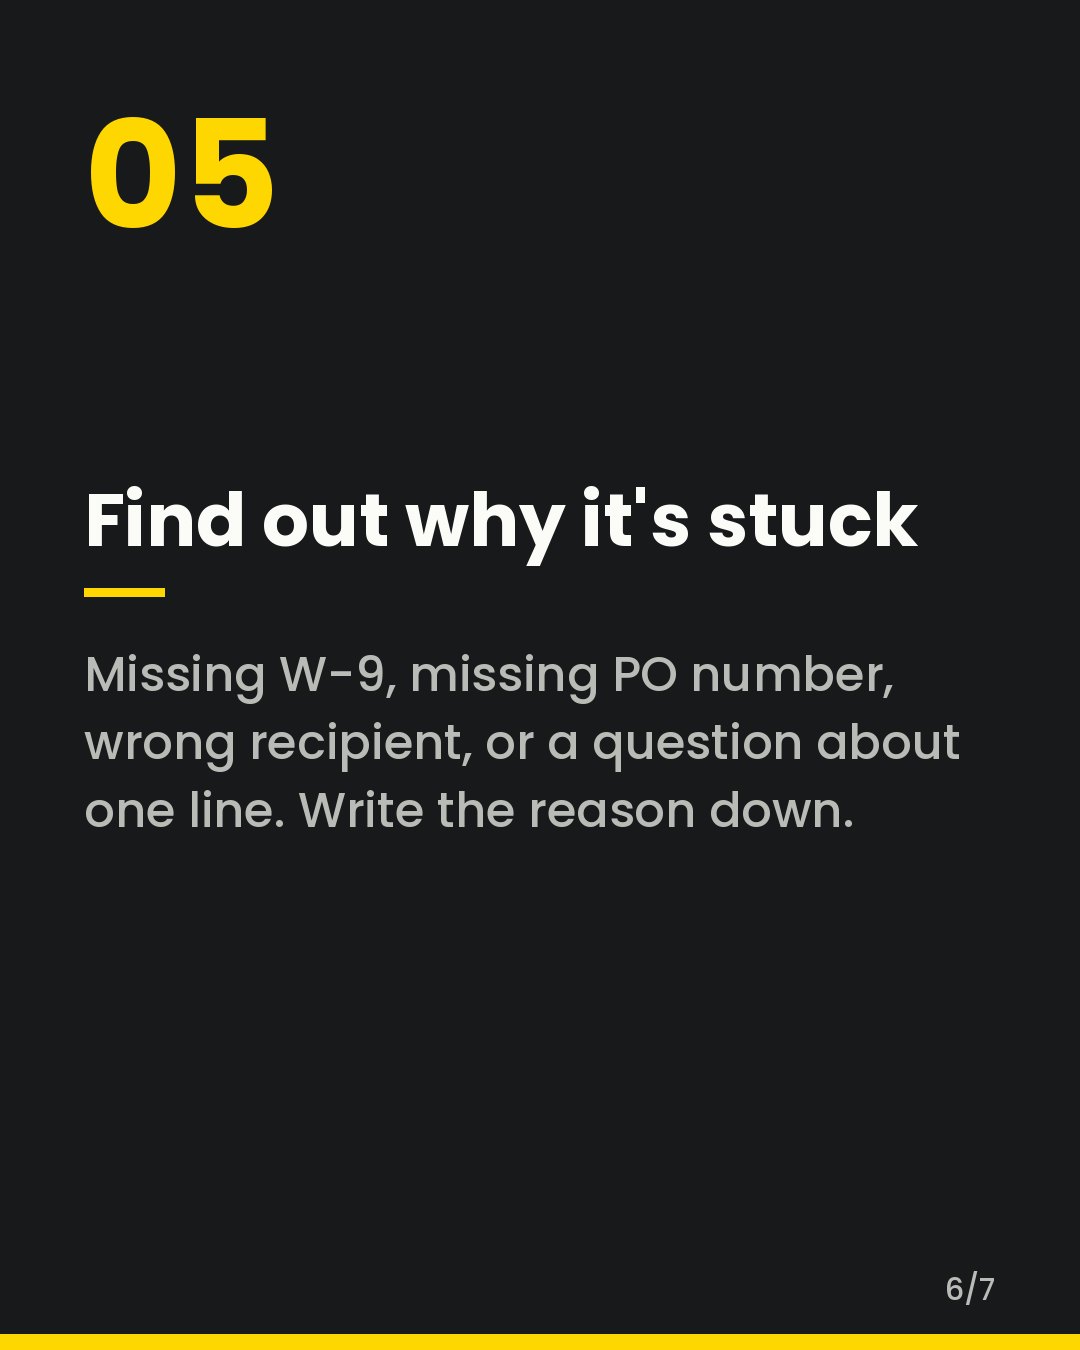 05
Find out why it's stuck
Missing W-9, missing PO number,
wrong recipient, or a question about
one line. Write the reason down.
6/7